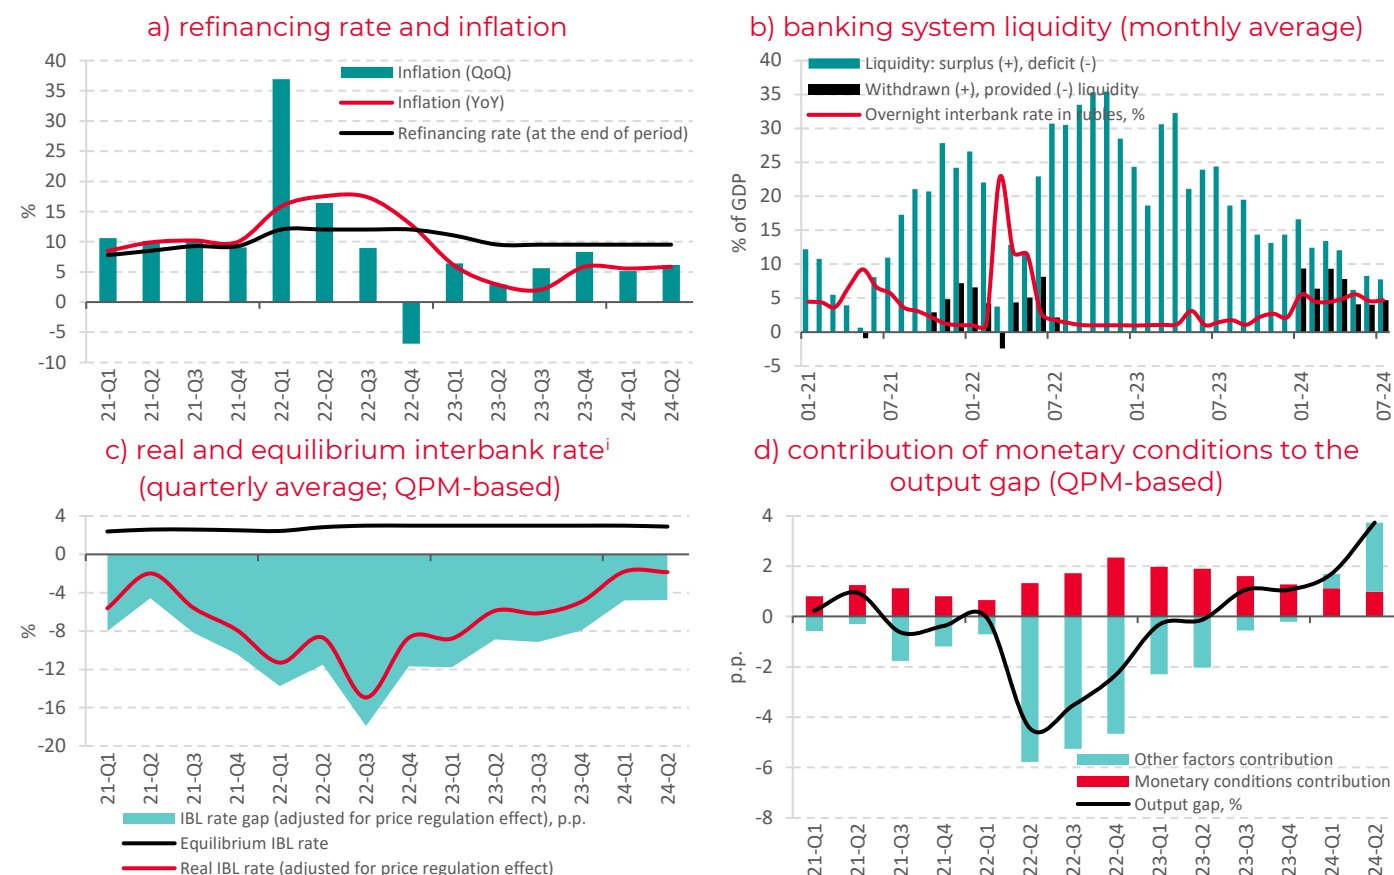 a) refinancing rate and inflation
40
35
30
25
20
15
10
5
0
-5
-10
%
Inflation (QoQ)
Inflation (YoY)
Refinancing rate (at the end of period)
21-Q1
21-Q2
21-Q3
21-Q4
22-Q1
22-Q2
22-Q3
22-Q4
23-Q1
23-Q2
23-Q3
23-Q4
24-Q1
24-Q2
b) banking system liquidity (monthly average)
40
35
30
25
20
15
10
5
0
-5
% of GDP
Liquidity: surplus (+), deficit (-)
Withdrawn (+), provided (-) liquidity
Overnight interbank rate in rubles, %
01-21
07-21
01-22
07-22
01-23
07-23
01-24
07-24
c) real and equilibrium interbank rateⁱ
(quarterly average; QPM-based)
4
0
-4
-8
-12
-16
-20
%
21-Q1
21-Q2
21-Q3
21-Q4
22-Q1
22-Q2
22-Q3
22-Q4
23-Q1
23-Q2
23-Q3
23-Q4
24-Q1
24-Q2
IBL rate gap (adjusted for price regulation effect), p.p.
Equilibrium IBL rate
Real IBL rate (adjusted for price regulation effect)
d) contribution of monetary conditions to the
output gap (QPM-based)
4
2
0
-2
-4
-6
-8
p.p.
Other factors contribution
Monetary conditions contribution
Output gap, %
21-Q1
21-Q2
21-Q3
21-Q4
22-Q1
22-Q2
22-Q3
22-Q4
23-Q1
23-Q2
23-Q3
23-Q4
24-Q1
24-Q2